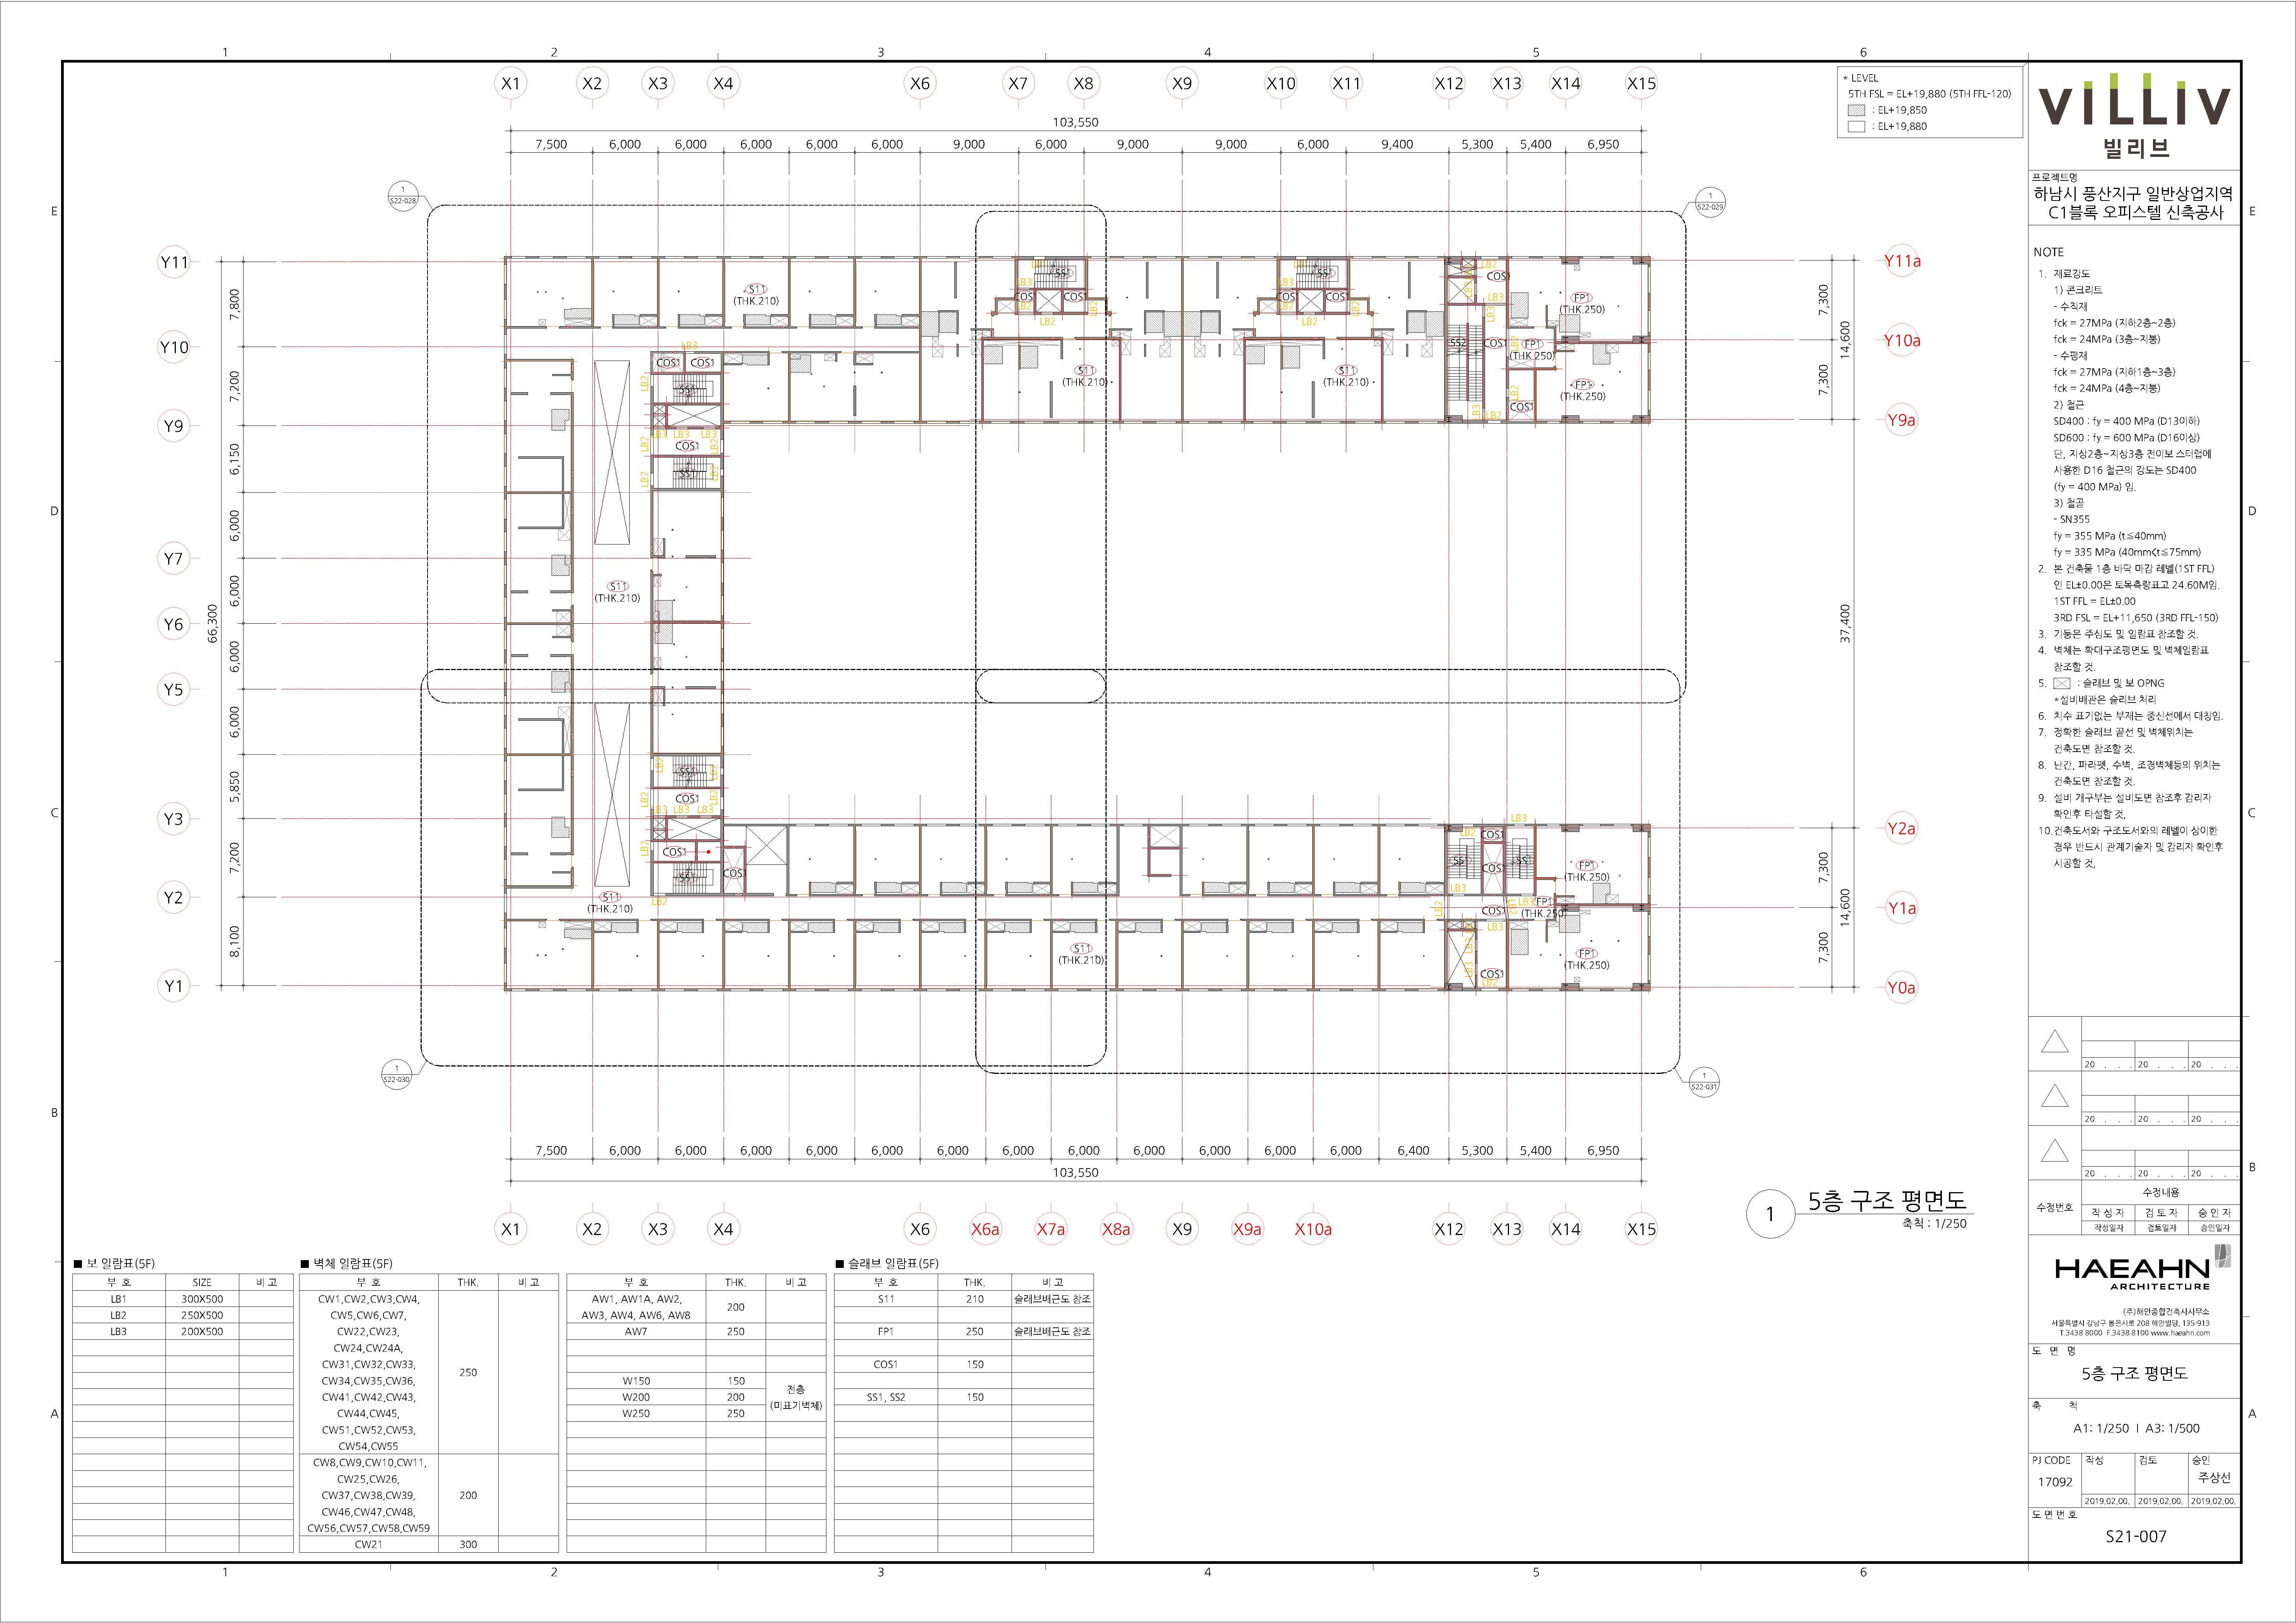 1 2 3 4 5 6
X1 X2 X3 X4 X6 X7 X8 X9 X10 X11 X12 X13 X14 X15
103,550
7,500 6,000 6,000 6,000 6,000 6,000 9,000 6,000 9,000 9,000 6,000 9,400 5,300 5,400 6,950
* LEVEL
5TH FSL = EL+19,880 (5TH FFL-120)
: EL+19,850
: EL+19,880
1
S22-028
1
S22-029
E
D
C
B
A
Y11
Y10
Y9
Y7
Y6
Y5
Y3
Y2
Y1
66,300
7,800
7,200
6,150
6,000
6,000
6,000
6,000
5,850
7,200
8,100
Y11a
Y10a
Y9a
Y2a
Y1a
Y0a
7,300
7,300
14,600
37,400
7,300
7,300
14,600
S11
(THK.210)
S11
(THK.210)
S11
(THK.210)
S11
(THK.210)
S11
(THK.210)
S11
(THK.210)
FP1
(THK.250)
FP1
(THK.250)
FP1
(THK.250)
FP1
(THK.250)
FP1
(THK.250)
FP1
(THK.250)
COS1
SS1
SS2
LB1
LB2
LB3
1
S22-030
1
S22-031
7,500 6,000 6,000 6,000 6,000 6,000 6,000 6,000 6,000 6,000 6,000 6,000 6,000 6,400 5,300 5,400 6,950
103,550
X1 X2 X3 X4 X6 X6a X7a X8a X9 X9a X10a X12 X13 X14 X15
1
5층 구조 평면도
축척 : 1/250
■ 보 일람표(5F)
부 호 SIZE 비 고
LB1 300X500
LB2 250X500
LB3 200X500
■ 벽체 일람표(5F)
부 호 THK. 비 고
CW1,CW2,CW3,CW4,
CW5,CW6,CW7,
CW22,CW23,
CW24,CW24A,
CW31,CW32,CW33,
CW34,CW35,CW36,
CW41,CW42,CW43,
CW44,CW45,
CW51,CW52,CW53,
CW54,CW55
250
CW8,CW9,CW10,CW11,
CW25,CW26,
CW37,CW38,CW39,
CW46,CW47,CW48,
CW56,CW57,CW58,CW59
200
CW21 300
부 호 THK. 비 고
AW1, AW1A, AW2,
AW3, AW4, AW6, AW8
200
AW7 250
W150 150
W200 200
W250 250
전층
(미표기벽체)
■ 슬래브 일람표(5F)
부 호 THK. 비 고
S11 210 슬래브배근도 참조
FP1 250 슬래브배근도 참조
COS1 150
SS1, SS2 150
VILLIV
빌리브
프로젝트명
하남시 풍산지구 일반상업지역
C1블록 오피스텔 신축공사
NOTE
1. 재료강도
1) 콘크리트
- 수직재
fck = 27MPa (지하2층~2층)
fck = 24MPa (3층~지붕)
- 수평재
fck = 27MPa (지하1층~3층)
fck = 24MPa (4층~지붕)
2) 철근
SD400 : fy = 400 MPa (D13이하)
SD600 : fy = 600 MPa (D16이상)
단, 지상2층~지상3층 전이보 스터럽에
사용한 D16 철근의 강도는 SD400
(fy = 400 MPa) 임.
3) 철골
- SN355
fy = 355 MPa (t≦40mm)
fy = 335 MPa (40mm<t≦75mm)
2. 본 건축물 1층 바닥 마감 레벨(1ST FFL)
인 EL±0.00은 토목측량표고 24.60M임.
1ST FFL = EL±0.00
3RD FSL = EL+11,650 (3RD FFL-150)
3. 기둥은 주심도 및 일람표 참조할 것.
4. 벽체는 확대구조평면도 및 벽체일람표
참조할 것.
5. : 슬래브 및 보 OPNG
*설비배관은 슬리브 처리
6. 치수 표기없는 부재는 중신선에서 대칭임.
7. 정확한 슬래브 끝선 및 벽체위치는
건축도면 참조할 것.
8. 난간, 파라펫, 수벽, 조경벽체등의 위치는
건축도면 참조할 것.
9. 설비 개구부는 설비도면 참조후 감리자
확인후 타설할 것,
10.건축도서와 구조도서와의 레벨이 상이한
경우 반드시 관계기술자 및 감리자 확인후
시공할 것,
20 . . . 20 . . . 20 . . .
20 . . . 20 . . . 20 . . .
20 . . . 20 . . . 20 . . .
수정번호
수정내용
작 성 자 검 토 자 승 인 자
작성일자 검토일자 승인일자
HAEAHN
ARCHITECTURE
(주)해안종합건축사사무소
서울특별시 강남구 봉은사로 208 해안빌딩, 135-913
T.3438 8000 F.3438 8100 www.haeahn.com
도 면 명
5층 구조 평면도
축 척
A1: 1/250 I A3: 1/500
PJ CODE 작성 검토 승인
17092 주상선
2019.02.00. 2019.02.00. 2019.02.00.
도 면 번 호
S21-007
E
D
C
B
A
1 2 3 4 5 6